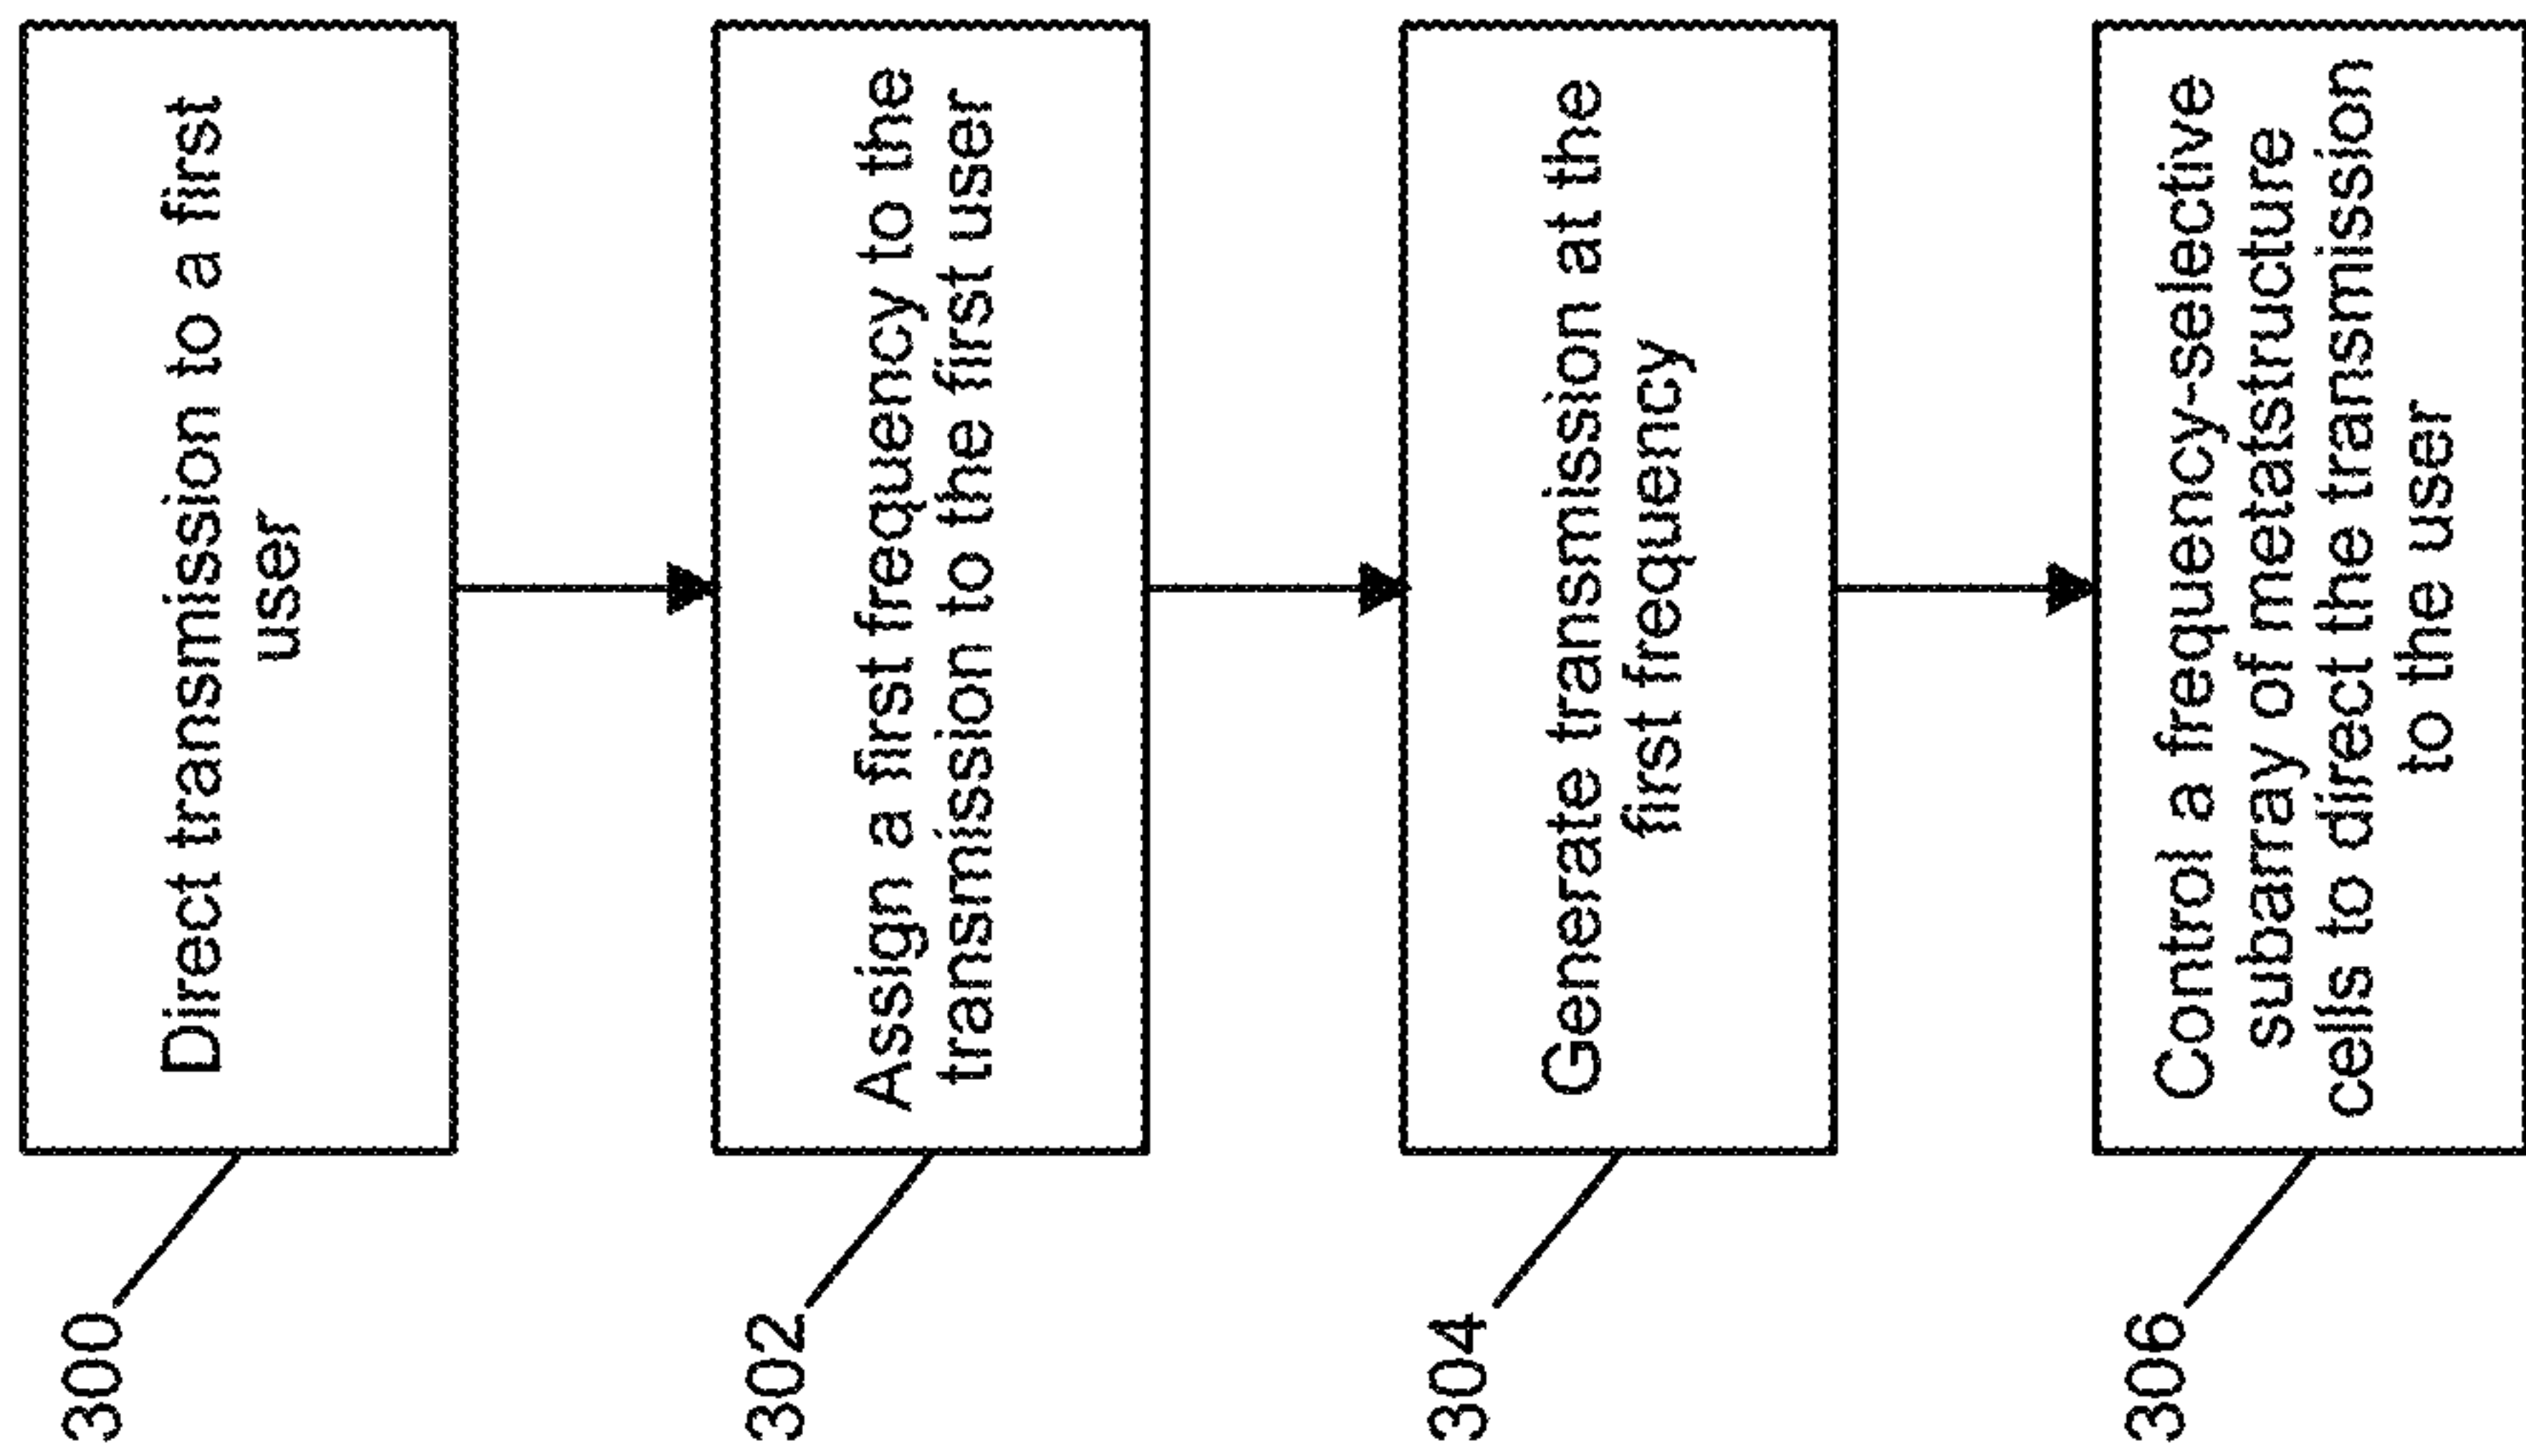 300
Direct transmission to a first
user
302
Assign a first frequency to the
transmission to the first user
304
Generate transmission at the
first frequency
306
Control a frequency-selective
subarray of metatstructure
cells to direct the transmission
to the user